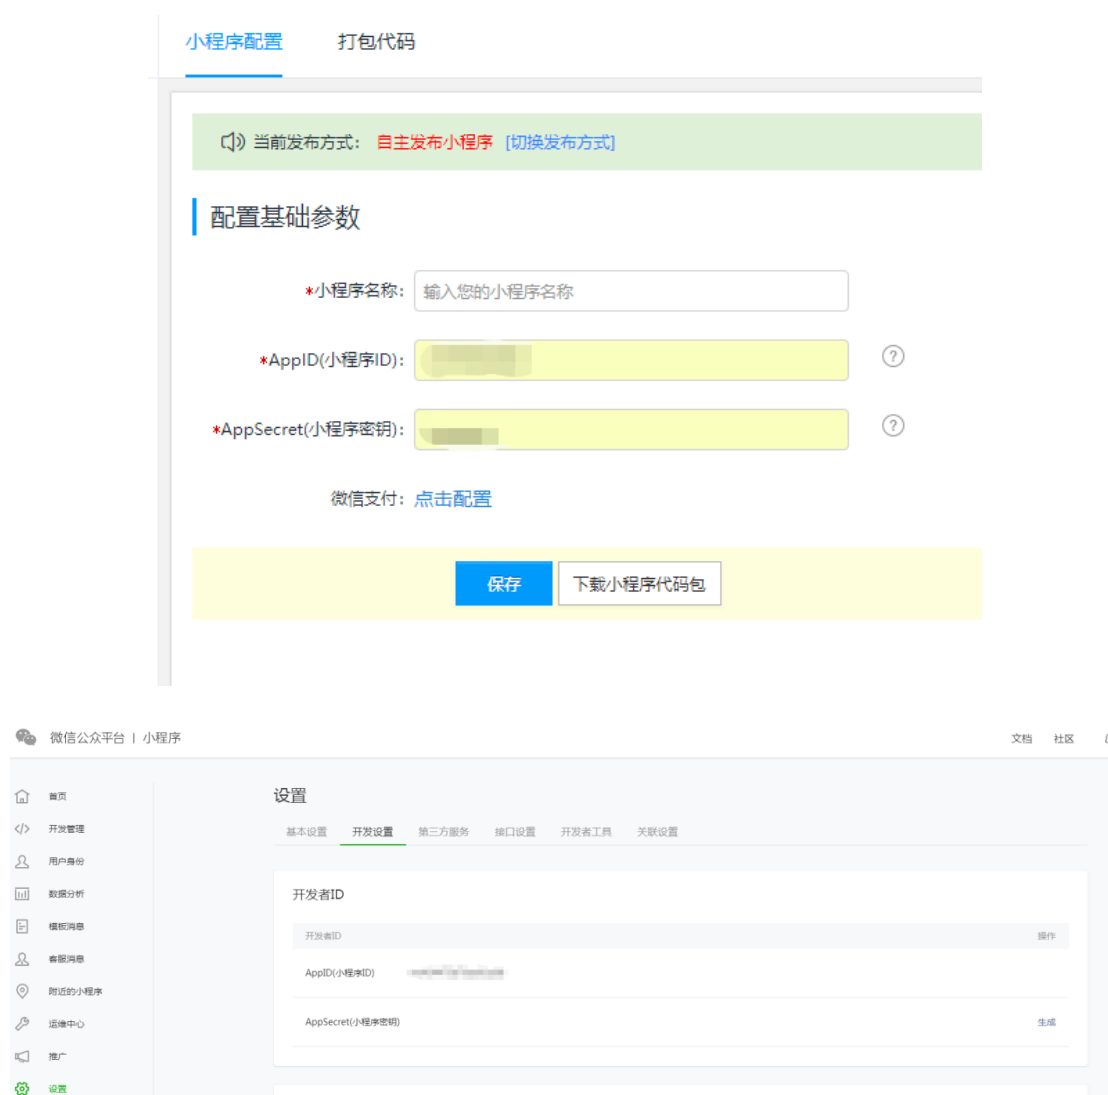 小程序配置 打包代码
当前发布方式： 自主发布小程序 [切换发布方式]
配置基础参数
*小程序名称： 输入您的小程序名称
*AppID(小程序ID)： ?
*AppSecret(小程序密钥)： ?
微信支付： 点击配置
保存 下载小程序代码包
微信公众平台 | 小程序 文档 社区
首页
开发管理
用户身份
数据分析
模板消息
客服消息
附近的小程序
运维中心
推广
设置
设置
基本设置 开发设置 第三方服务 接口设置 开发者工具 关联设置
开发者ID
开发者ID 操作
AppID(小程序ID)
AppSecret(小程序密钥) 生成